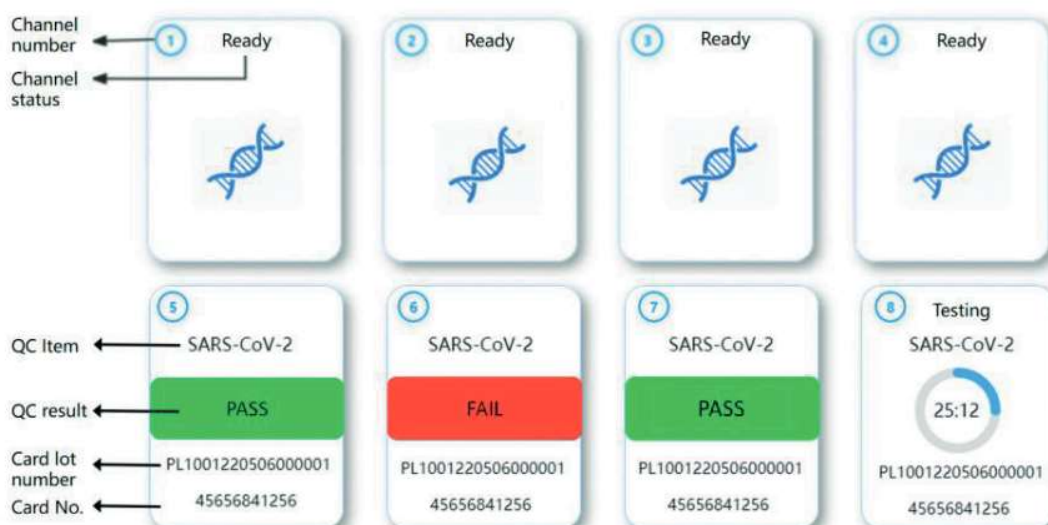 Channel
number
1 Ready
2 Ready
3 Ready
4 Ready
Channel
status
5
6
7
8 Testing
QC Item
SARS-CoV-2
SARS-CoV-2
SARS-CoV-2
SARS-CoV-2
QC result
PASS
FAIL
PASS
25:12
Card lot
number
PL1001220506000001
PL1001220506000001
PL1001220506000001
PL1001220506000001
Card No.
45656841256
45656841256
45656841256
45656841256